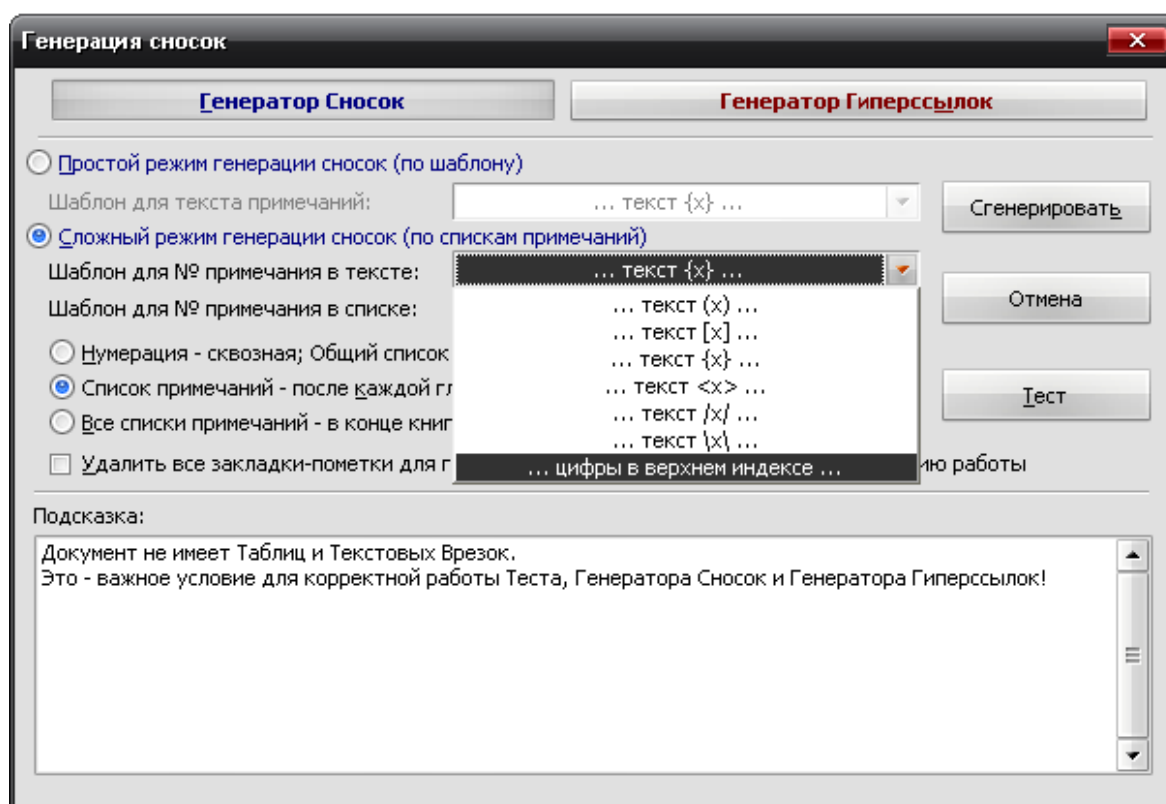 Генерация сносок
Генератор Сносок
Генератор Гиперссылок
Простой режим генерации сносок (по шаблону)
Шаблон для текста примечаний:
... текст {x} ...
Сгенерировать
Сложный режим генерации сносок (по спискам примечаний)
Шаблон для № примечания в тексте:
... текст {x} ...
Шаблон для № примечания в списке:
... текст (x) ...
... текст [x] ...
... текст {x} ...
... текст <x> ...
... текст /x/ ...
... текст \x\ ...
... цифры в верхнем индексе ...
Отмена
Нумерация - сквозная; Общий список
Список примечаний - после каждой гл
Тест
Все списки примечаний - в конце книг
Удалить все закладки-пометки для г
ию работы
Подсказка:
Документ не имеет Таблиц и Текстовых Врезок.
Это - важное условие для корректной работы Теста, Генератора Сносок и Генератора Гиперссылок!